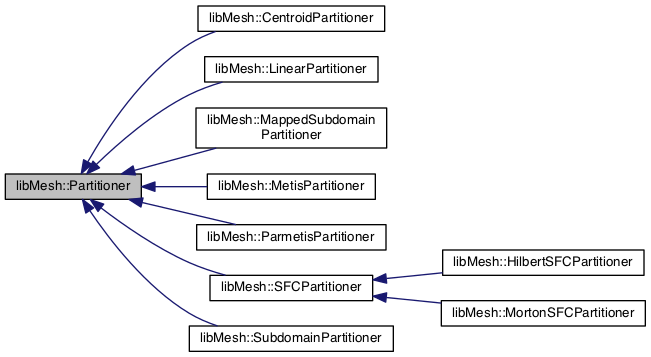 libMesh::CentroidPartitioner
libMesh::LinearPartitioner
libMesh::MappedSubdomain
Partitioner
libMesh::Partitioner
libMesh::MetisPartitioner
libMesh::ParmetisPartitioner
libMesh::SFCPartitioner
libMesh::HilbertSFCPartitioner
libMesh::MortonSFCPartitioner
libMesh::SubdomainPartitioner